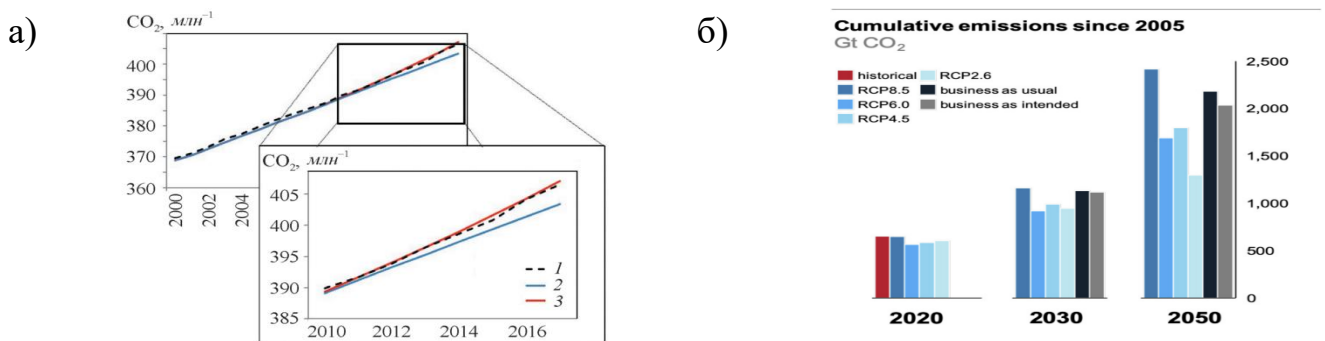 а)
CO₂, млн⁻¹
400
390
380
370
360
2000
2002
2004
CO₂, млн⁻¹
405
400
395
390
385
2010 2012 2014 2016
1
2
3
б)
Cumulative emissions since 2005
Gt CO₂
historical RCP2.6
RCP8.5 business as usual
RCP6.0 business as intended
RCP4.5
2,500
2,000
1,500
1,000
500
0
2020 2030 2050